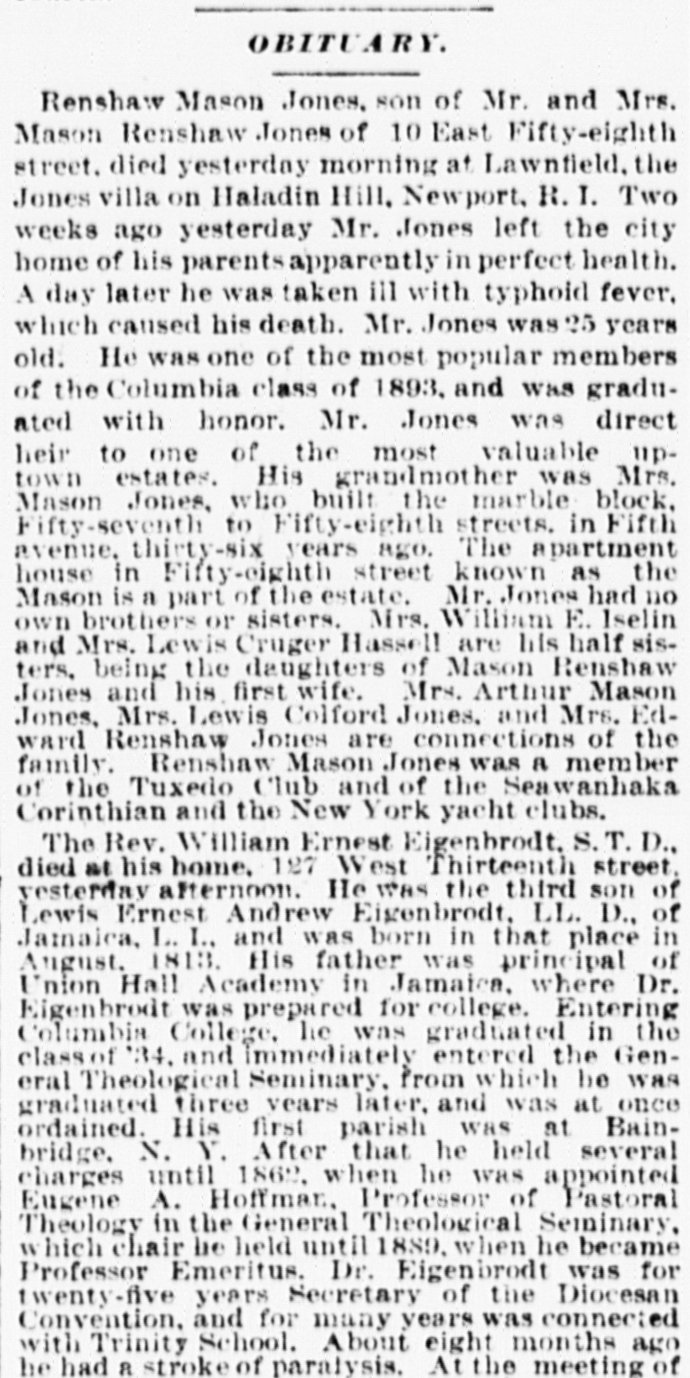 OBITUARY.
Renshaw Mason Jones, son of Mr. and Mrs.
Mason Renshaw Jones of 10 East Fifty-eighth
street, died yesterday morning at Lawnfield, the
Jones villa on Haladin Hill, Newport, R. I. Two
weeks ago yesterday Mr. Jones left the city
home of his parents apparently in perfect health.
A day later he was taken ill with typhoid fever,
which caused his death. Mr. Jones was 25 years
old. He was one of the most popular members
of the Columbia class of 1893, and was gradu-
ated with honor. Mr. Jones was direct
heir to one of the most valuable up-
town estates. His grandmother was Mrs.
Mason Jones, who built the marble block,
Fifty-seventh to Fifty-eighth streets, in Fifth
avenue, thirty-six years ago. The apartment
house in Fifty-eighth street known as the
Mason is a part of the estate. Mr. Jones had no
own brothers or sisters. Mrs. William E. Iselin
and Mrs. Lewis Cruger Hassell are his half sis-
ters, being the daughters of Mason Renshaw
Jones and his first wife. Mrs. Arthur Mason
Jones, Mrs. Lewis Colford Jones, and Mrs. Ed-
ward Renshaw Jones are connections of the
family. Renshaw Mason Jones was a member
of the Tuxedo Club and of the Seawanhaka
Corinthian and the New York yacht clubs.
The Rev. William Ernest Eigenbrodt, S. T. D.,
died at his home, 127 West Thirteenth street,
yesterday afternoon. He was the third son of
Lewis Ernest Andrew Eigenbrodt, LL. D., of
Jamaica, L. I., and was born in that place in
August, 1813. His father was principal of
Union Hall Academy in Jamaica, where Dr.
Eigenbrodt was prepared for college. Entering
Columbia College, he was graduated in the
class of '34, and immediately entered the Gen-
eral Theological Seminary, from which he was
graduated three years later, and was at once
ordained. His first parish was at Bain-
bridge, N. Y. After that he held several
charges until 1862, when he was appointed
Eugene A. Hoffman, Professor of Pastoral
Theology in the General Theological Seminary,
which chair he held until 1889, when he became
Professor Emeritus. Dr. Eigenbrodt was for
twenty-five years Secretary of the Diocesan
Convention, and for many years was connected
with Trinity School. About eight months ago
he had a stroke of paralysis. At the meeting of